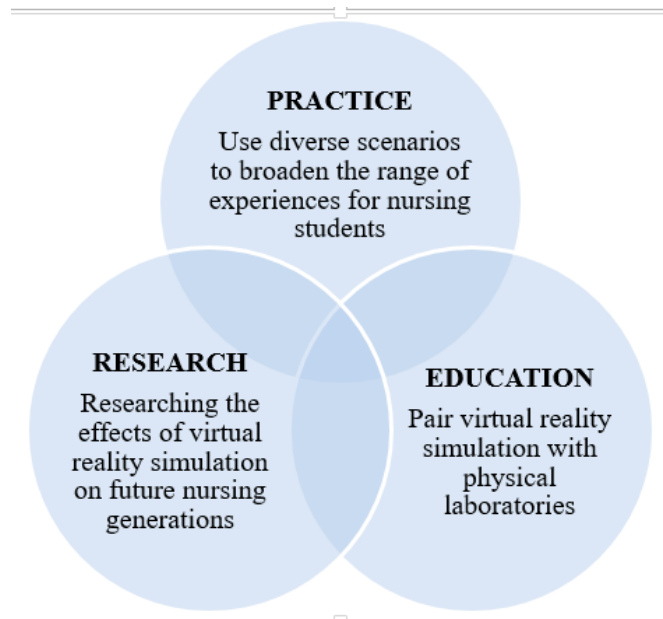 PRACTICE
Use diverse scenarios
to broaden the range of
experiences for nursing
students
RESEARCH
Researching the
effects of virtual
reality simulation
on future nursing
generations
EDUCATION
Pair virtual reality
simulation with
physical
laboratories